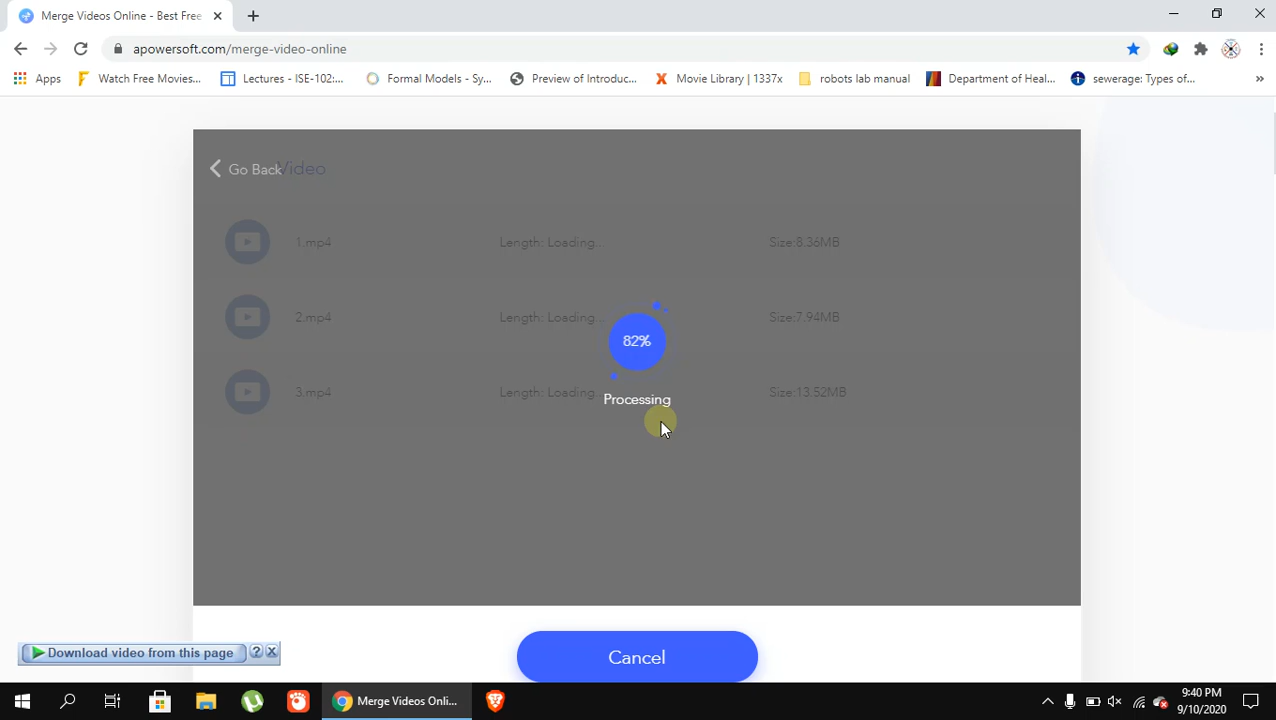 Merge Videos Online - Best Free
apowersoft.com/merge-video-online
Apps
Watch Free Movies...
Lectures - ISE-102:...
Formal Models - Sy...
Preview of Introduc...
Movie Library | 1337x
robots lab manual
Department of Heal...
sewerage: Types of...
»
Go Back
Video
1.mp4 Length: Loading... Size:8.36MB
2.mp4 Length: Loading... Size:7.94MB
82%
3.mp4 Length: Loading... Size:13.52MB
Processing
Download video from this page
?
Cancel
Merge Videos Onli...
9:40 PM
9/10/2020